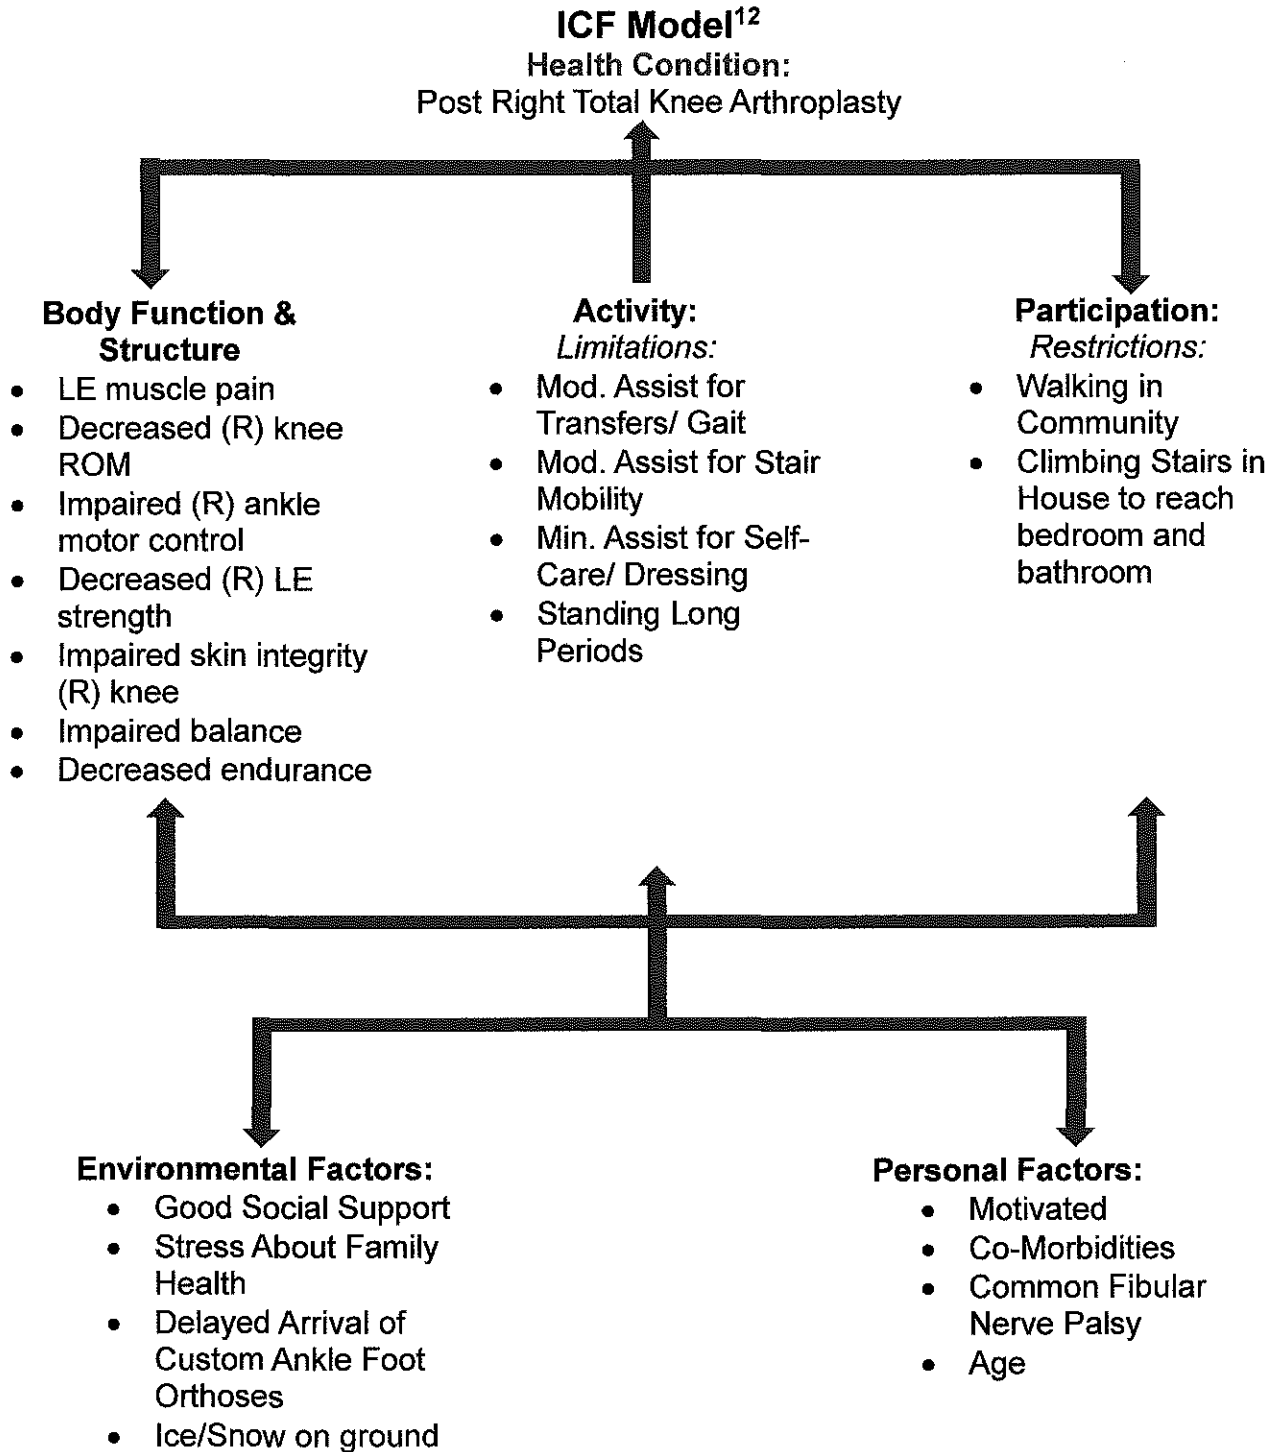 ICF Model¹²
Health Condition:
Post Right Total Knee Arthroplasty
Body Function &
Structure
• LE muscle pain
• Decreased (R) knee
ROM
• Impaired (R) ankle
motor control
• Decreased (R) LE
strength
• Impaired skin integrity
(R) knee
• Impaired balance
• Decreased endurance
Activity:
Limitations:
• Mod. Assist for
Transfers/ Gait
• Mod. Assist for Stair
Mobility
• Min. Assist for Self-
Care/ Dressing
• Standing Long
Periods
Participation:
Restrictions:
• Walking in
Community
• Climbing Stairs in
House to reach
bedroom and
bathroom
Environmental Factors:
• Good Social Support
• Stress About Family
Health
• Delayed Arrival of
Custom Ankle Foot
Orthoses
• Ice/Snow on ground
Personal Factors:
• Motivated
• Co-Morbidities
• Common Fibular
Nerve Palsy
• Age